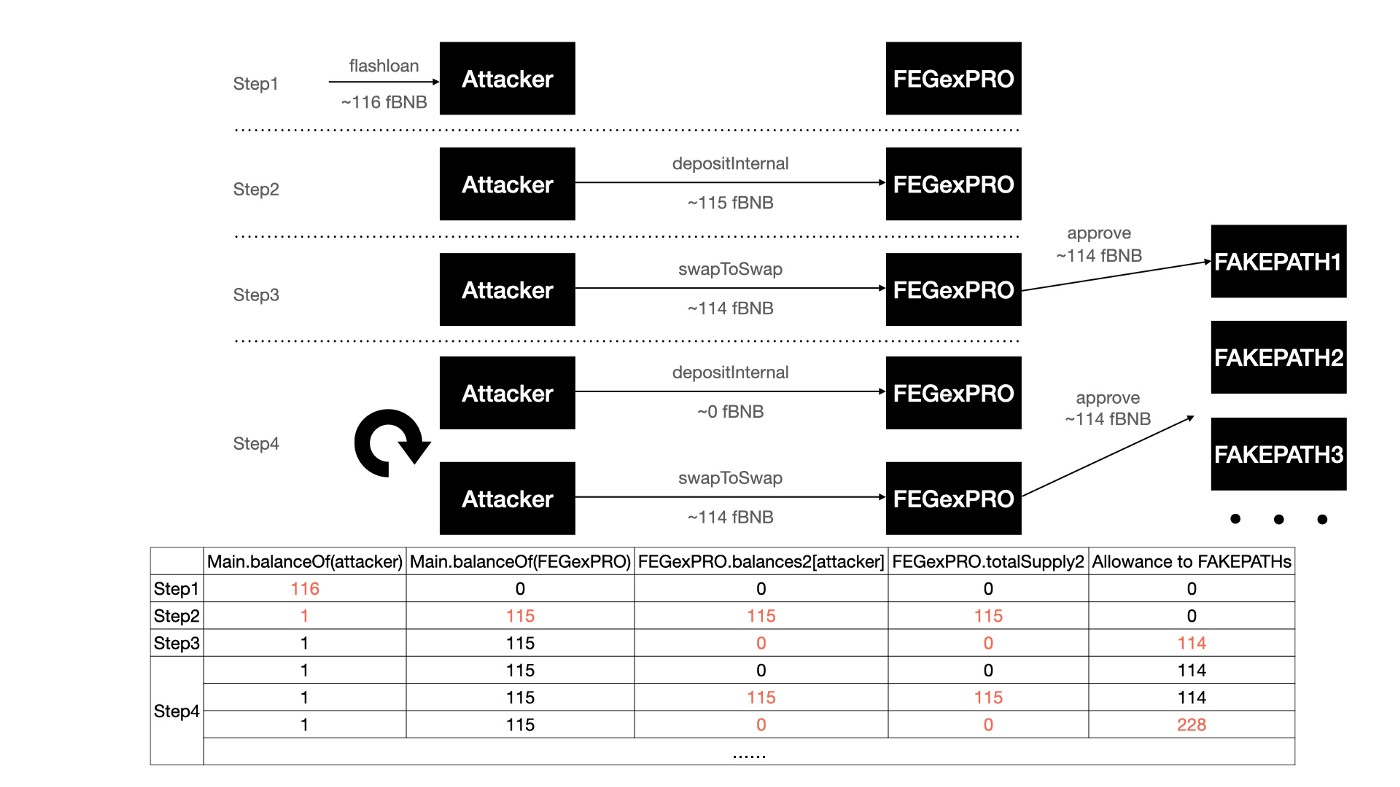 flashloan
Step1
Attacker
FEGexPRO
~116 fBNB
Step2
Attacker
depositInternal
~115 fBNB
FEGexPRO
Step3
Attacker
swapToSwap
~114 fBNB
FEGexPRO
approve
~114 fBNB
FAKEPATH1
FAKEPATH2
FAKEPATH3
Step4
Attacker
depositInternal
~0 fBNB
FEGexPRO
approve
~114 fBNB
Attacker
swapToSwap
~114 fBNB
FEGexPRO
Main.balanceOf(attacker) Main.balanceOf(FEGexPRO) FEGexPRO.balances2[attacker] FEGexPRO.totalSupply2 Allowance to FAKEPATHs
Step1 116 0 0 0 0
Step2 1 115 115 115 0
Step3 1 115 0 0 114
Step4
1 115 0 0 114
1 115 115 115 114
1 115 0 0 228
......